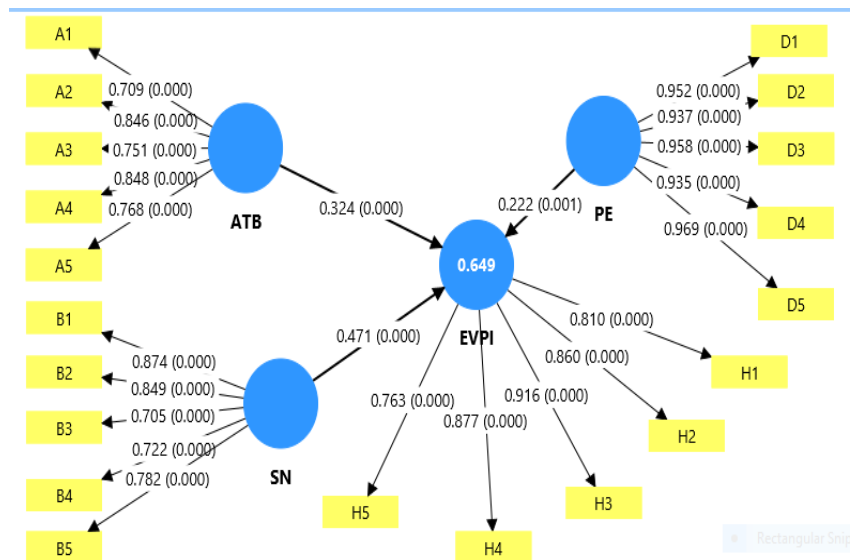 A1
A2
A3
A4
A5
0.709 (0.000)
0.846 (0.000)
0.751 (0.000)
0.848 (0.000)
0.768 (0.000)
ATB
0.324 (0.000)
D1
D2
D3
D4
D5
0.952 (0.000)
0.937 (0.000)
0.958 (0.000)
0.935 (0.000)
0.969 (0.000)
PE
0.222 (0.001)
0.649
EVPI
B1
B2
B3
B4
B5
0.874 (0.000)
0.849 (0.000)
0.705 (0.000)
0.722 (0.000)
0.782 (0.000)
SN
0.471 (0.000)
0.810 (0.000)
0.860 (0.000)
0.916 (0.000)
0.877 (0.000)
0.763 (0.000)
H1
H2
H3
H4
H5
Rectangular Snip